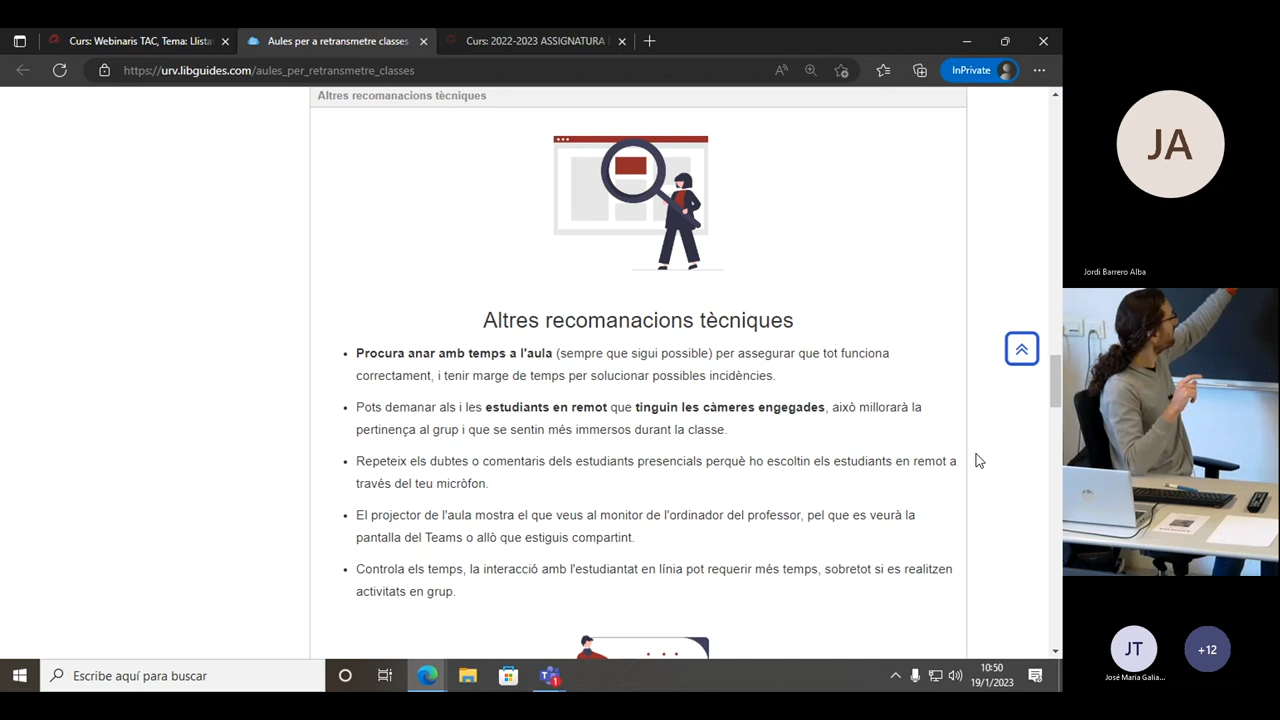 Curs: Webinaris TAC, Tema: Llista
Aules per a retransmetre classes
Curs: 2022-2023 ASSIGNATURA
https://urv.libguides.com/aules_per_retransmetre_classes
InPrivate
Altres recomanacions tècniques
Altres recomanacions tècniques
Procura anar amb temps a l'aula (sempre que sigui possible) per assegurar que tot funciona
correctament, i tenir marge de temps per solucionar possibles incidències.
Pots demanar als i les estudiants en remot que tinguin les càmeres engegades, això millorarà la
pertinença al grup i que se sentin més immersos durant la classe.
Repeteix els dubtes o comentaris dels estudiants presencials perquè ho escoltin els estudiants en remot a
través del teu micròfon.
El projector de l'aula mostra el que veus al monitor de l'ordinador del professor, pel que es veurà la
pantalla del Teams o allò que estiguis compartint.
Controla els temps, la interacció amb l'estudiantat en línia pot requerir més temps, sobretot si es realitzen
activitats en grup.
Escribe aquí para buscar
1
10:50
19/1/2023
JA
Jordi Barrero Alba
JT
+12
José Maria Galia...